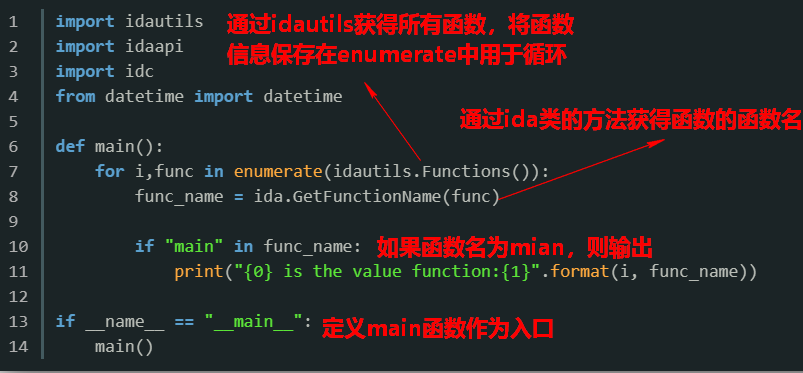 1 import idautils
通过idautils获得所有函数，将函数
2 import idaapi
信息保存在enumerate中用于循环
3 import idc
4 from datetime import datetime
5
通过ida类的方法获得函数的函数名
6 def main():
7 for i,func in enumerate(idautils.Functions()):
8 func_name = ida.GetFunctionName(func)
9
10 if "main" in func_name: 如果函数名为mian，则输出
11 print("{0} is the value function:{1}".format(i, func_name))
12
13 if __name__ == "__main__": 定义main函数作为入口
14 main()